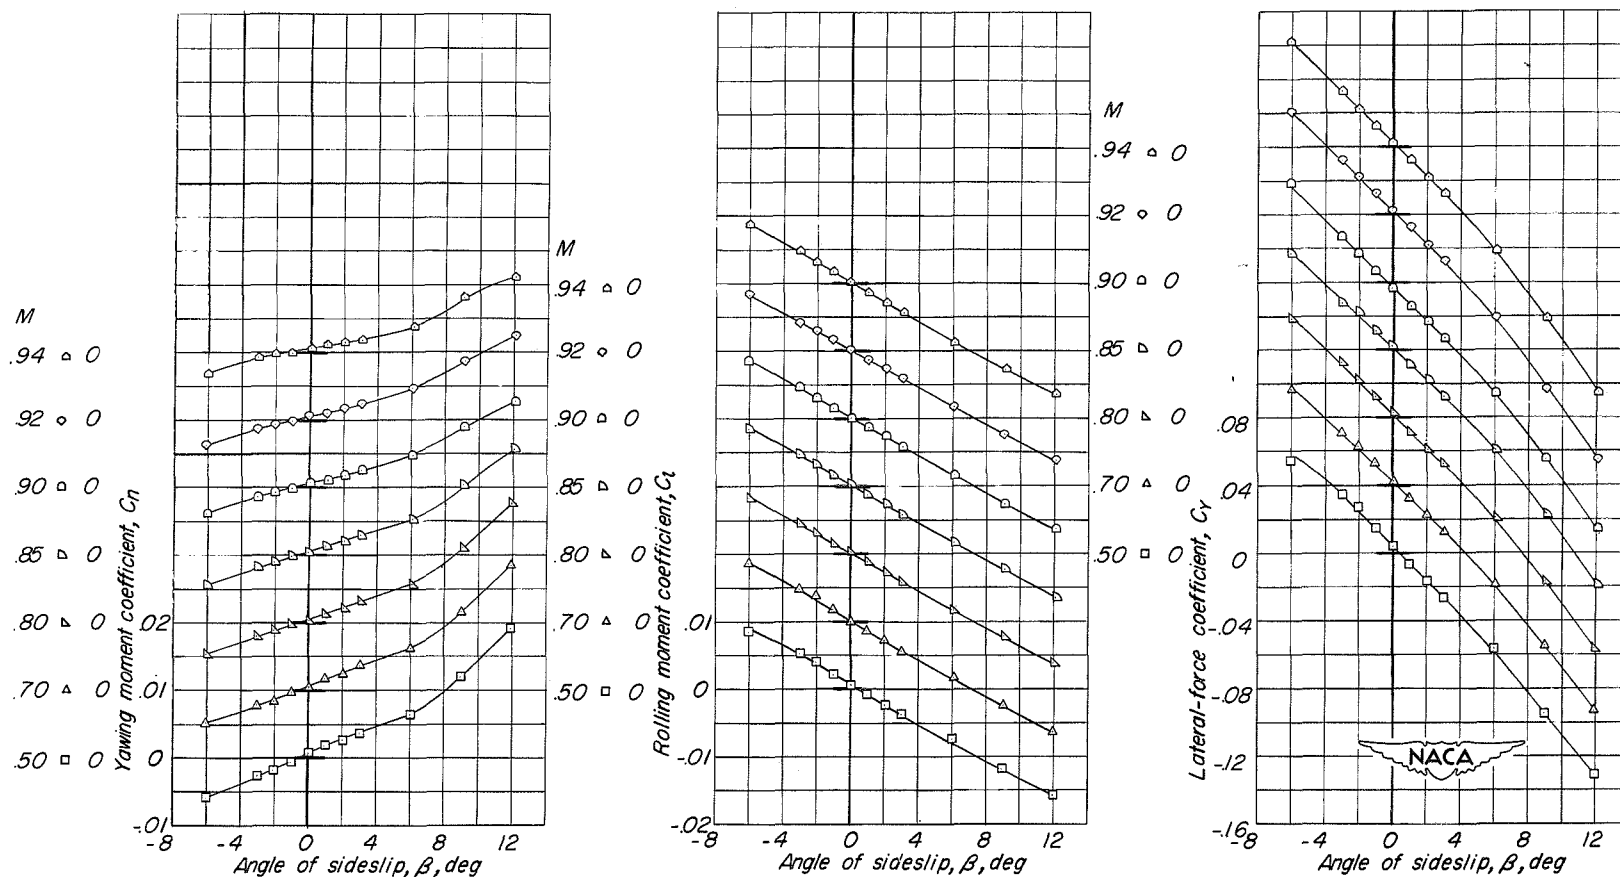 M
.94 0
.92 0
.90 0
.85 0
.80 0
.70 0
.50 0
Yawing moment coefficient, Cn
.02
.01
0
-.01
-8 -4 0 4 8 12
Angle of sideslip, β, deg
M
.94 0
.92 0
.90 0
.85 0
.80 0
.70 0
.50 0
Rolling moment coefficient, Cl
.01
0
-.01
-.02
-8 -4 0 4 8 12
Angle of sideslip, β, deg
M
.94 0
.92 0
.90 0
.85 0
.80 0
.70 0
.50 0
Lateral-force coefficient, CY
.08
.04
0
-.04
-.08
-.12
-.16
-8 -4 0 4 8 12
Angle of sideslip, β, deg
NACA